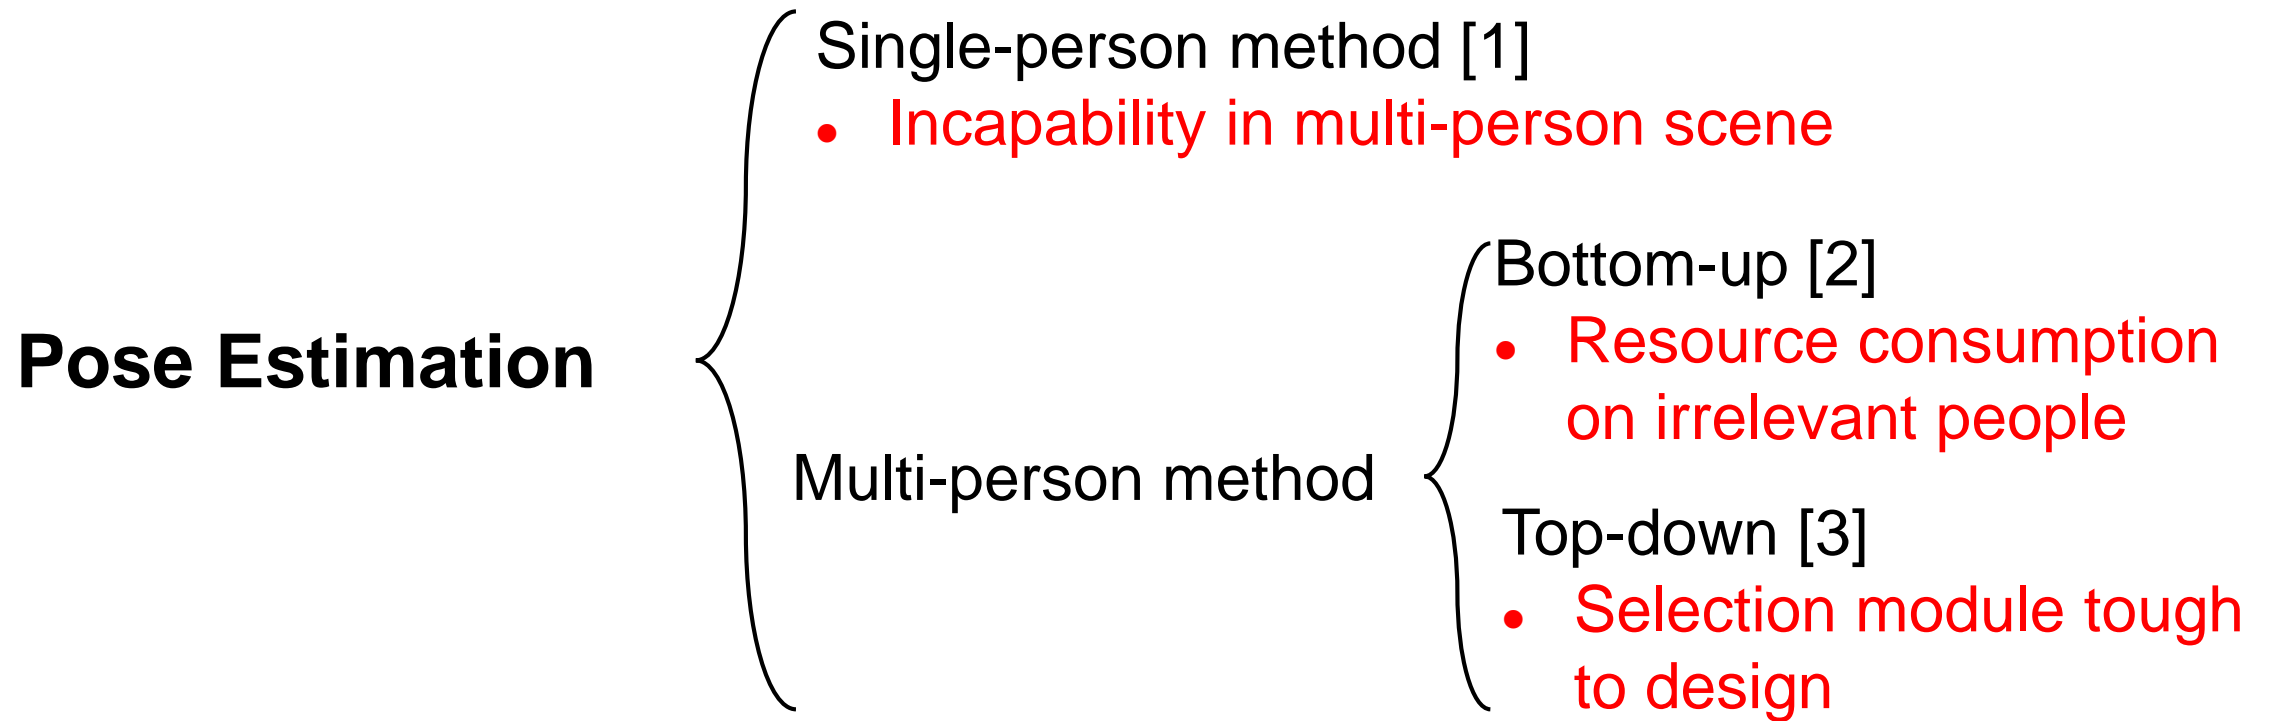 Pose Estimation
Single-person method [1]
• Incapability in multi-person scene
Multi-person method
Bottom-up [2]
• Resource consumption
on irrelevant people
Top-down [3]
• Selection module tough
to design